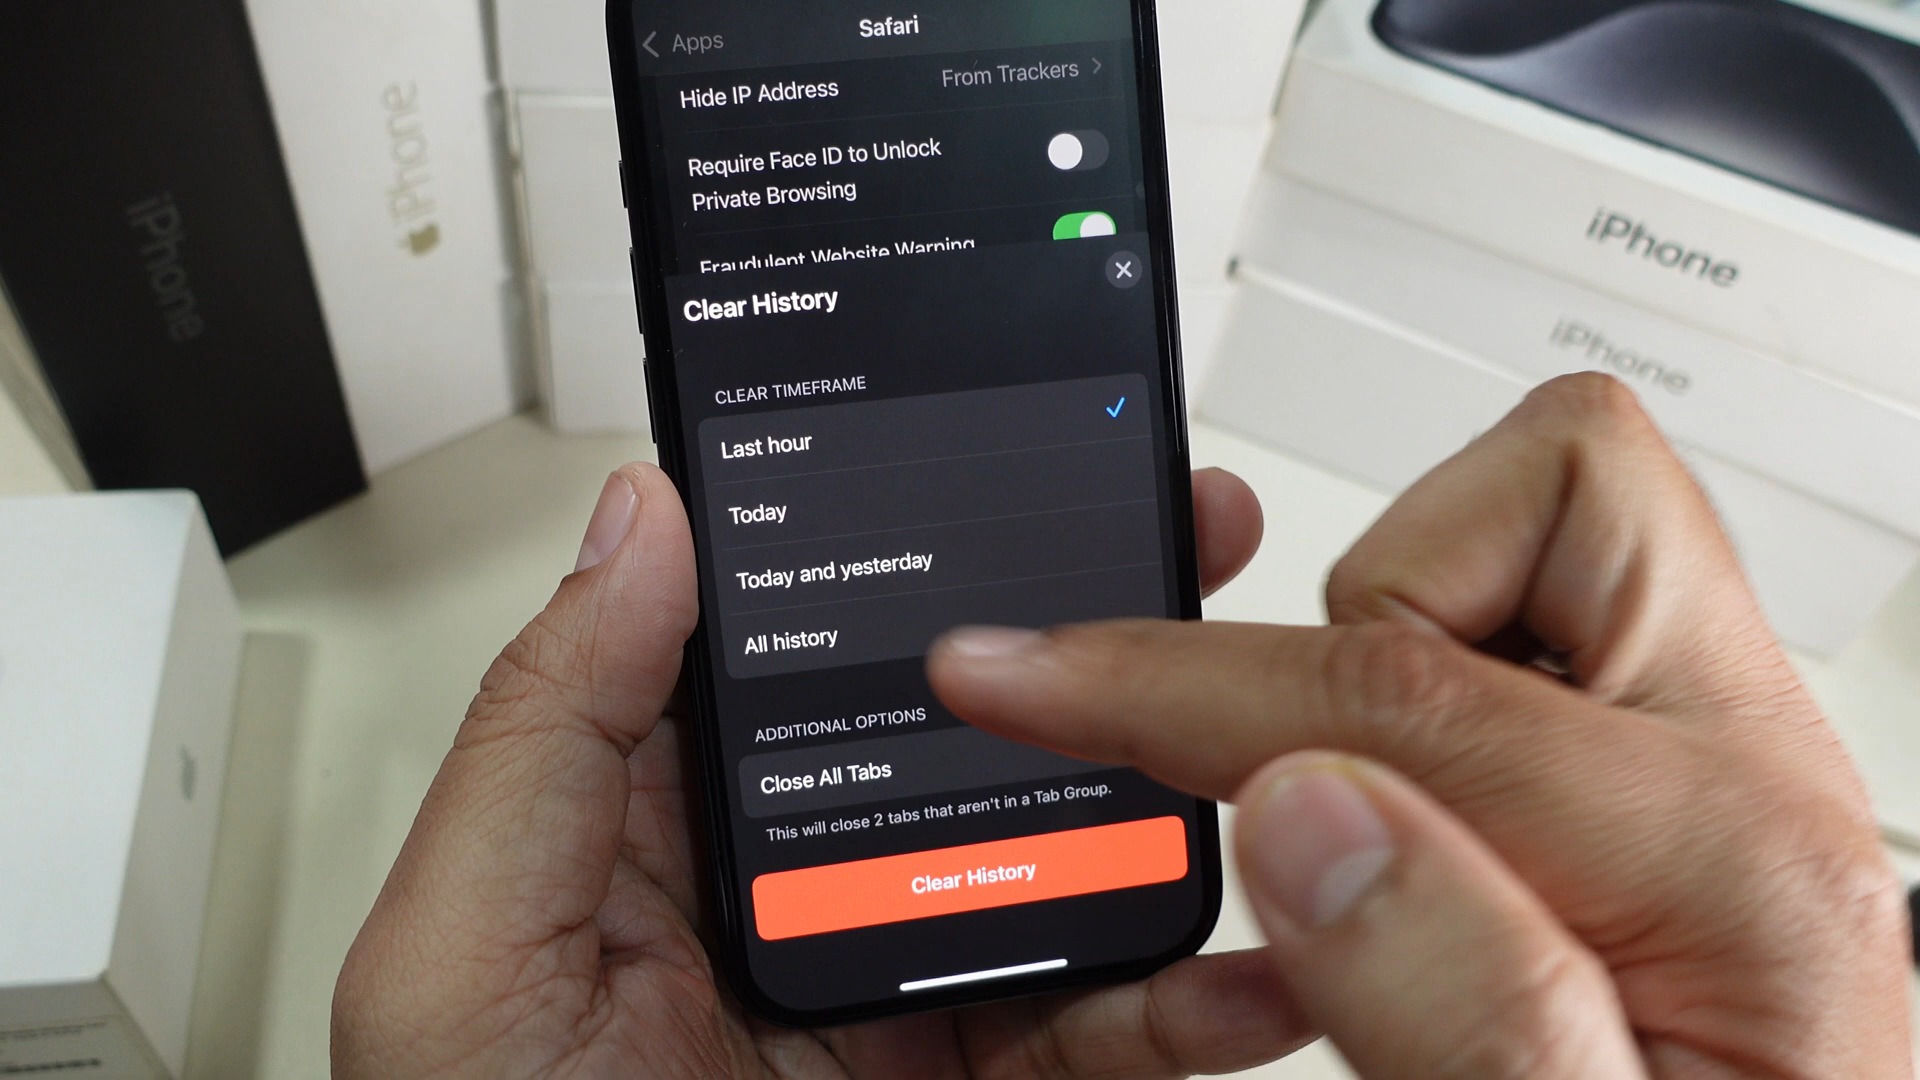 Apps
Safari
Hide IP Address
From Trackers
Require Face ID to Unlock
Private Browsing
Fraudulent Website Warning
Clear History
CLEAR TIMEFRAME
Last hour
Today
Today and yesterday
All history
ADDITIONAL OPTIONS
Close All Tabs
This will close 2 tabs that aren't in a Tab Group.
Clear History
iPhone
iPhone
iPhone
iPhone